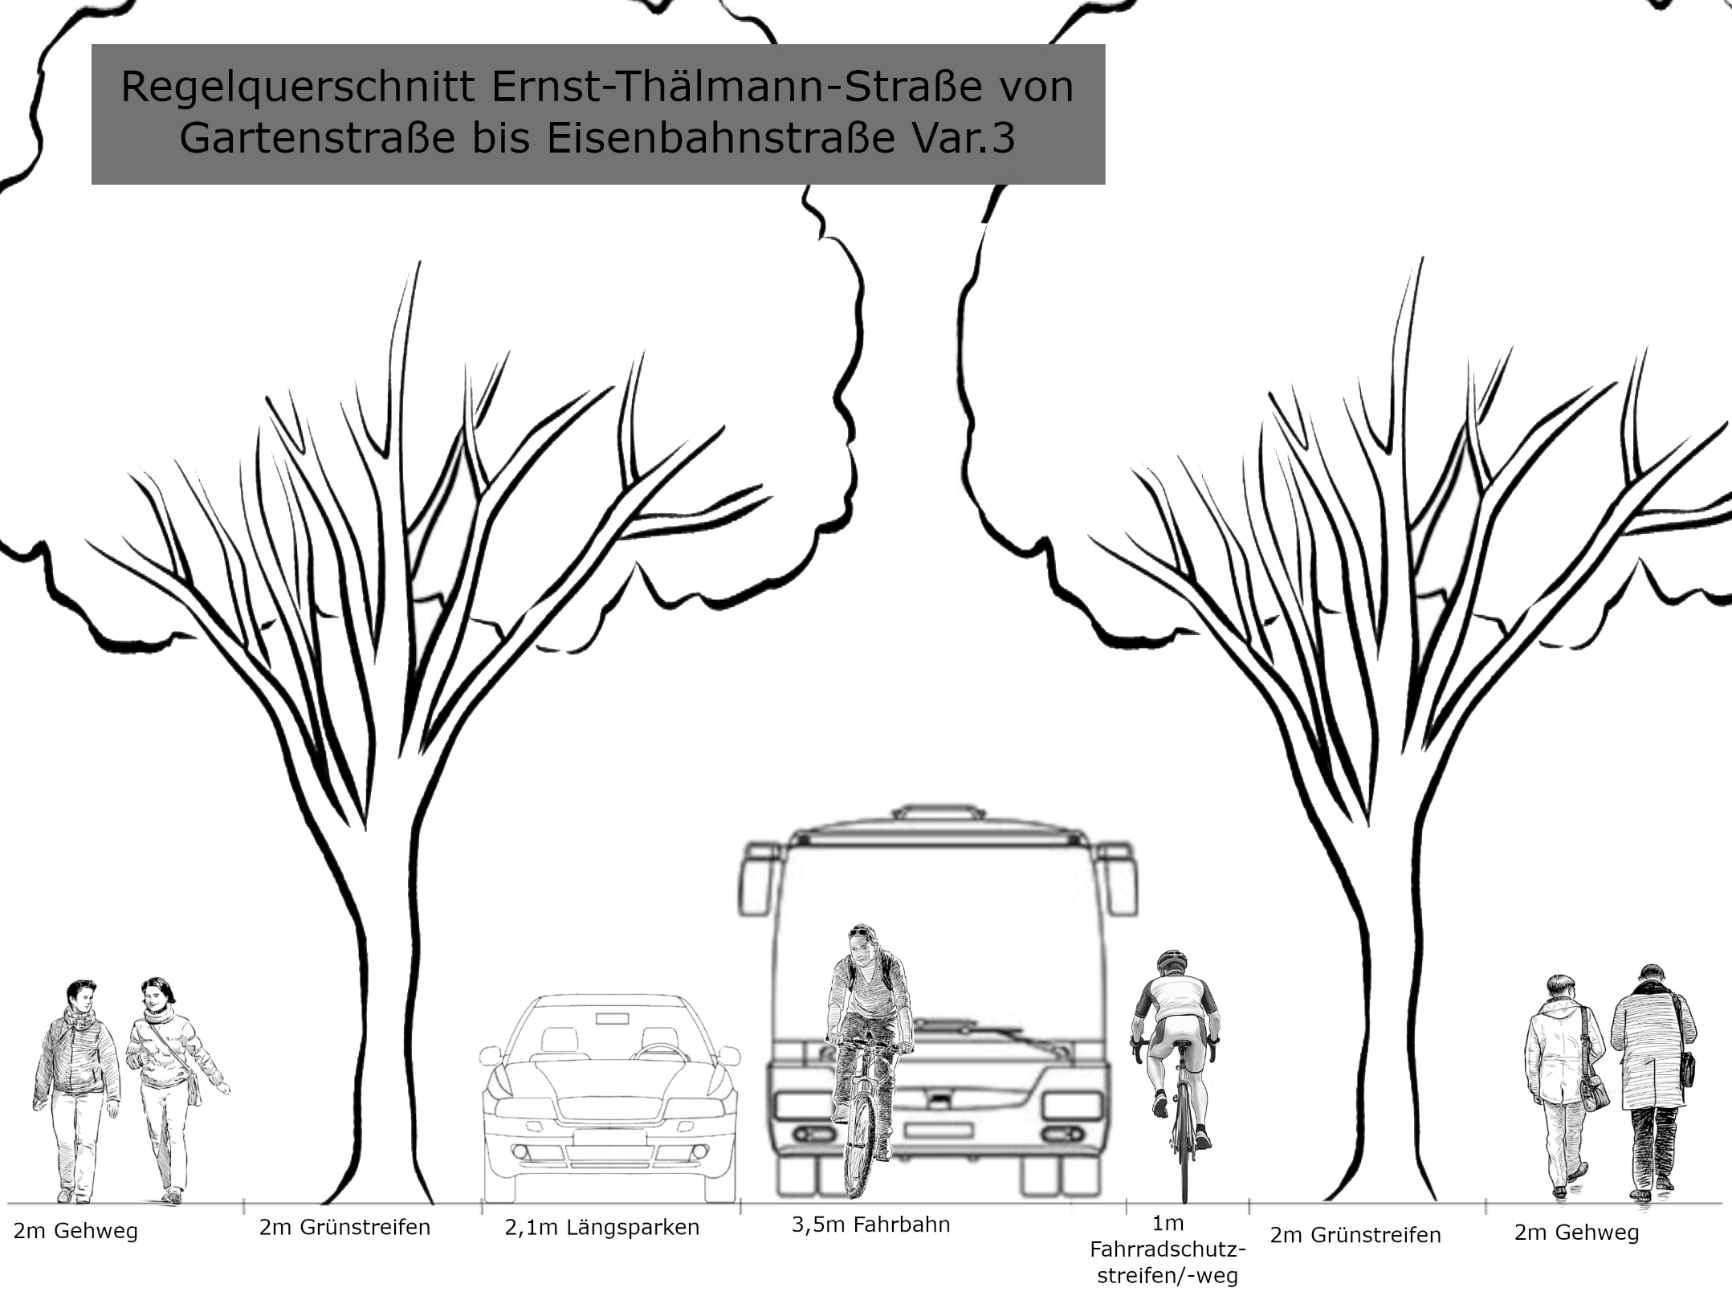 Regelquerschnitt Ernst-Thälmann-Straße von
Gartenstraße bis Eisenbahnstraße Var.3
2m Gehweg
2m Grünstreifen
2,1m Längsparken
3,5m Fahrbahn
1m
Fahrradschutz-
streifen/-weg
2m Grünstreifen
2m Gehweg